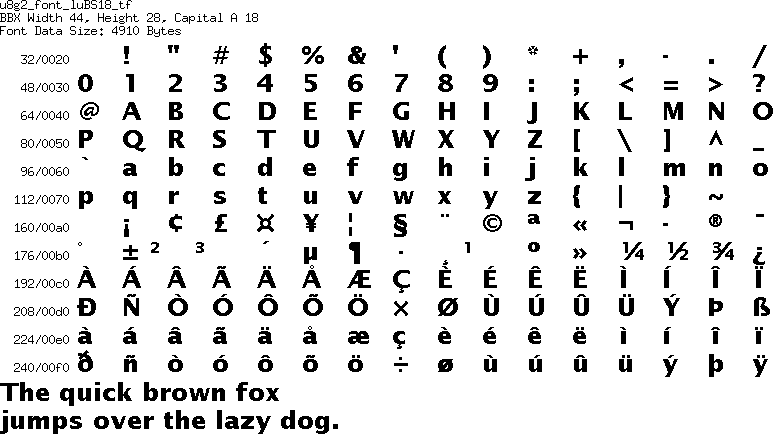 u8g2_font_luBS18_tf
BBX Width 44, Height 28, Capital A 18
Font Data Size: 4910 Bytes
32/0020 ! " # $ % & ' ( ) * + , - . /
48/0030 0 1 2 3 4 5 6 7 8 9 : ; < = > ?
64/0040 @ A B C D E F G H I J K L M N O
80/0050 P Q R S T U V W X Y Z [ \ ] ^ _
96/0060 ` a b c d e f g h i j k l m n o
112/0070 p q r s t u v w x y z { | } ~
160/00a0 ¡ ¢ £ ¤ ¥ ¦ § ¨ © ª « ¬ - ® ¯
176/00b0 ° ± ² ³ ´ µ ¶ · ¸ ¹ º » ¼ ½ ¾ ¿
192/00c0 À Á Â Ã Ä Å Æ Ç È É Ê Ë Ì Í Î Ï
208/00d0 Ð Ñ Ò Ó Ô Õ Ö × Ø Ù Ú Û Ü Ý Þ ß
224/00e0 à á â ã ä å æ ç è é ê ë ì í î ï
240/00f0 ð ñ ò ó ô õ ö ÷ ø ù ú û ü ý þ ÿ
The quick brown fox
jumps over the lazy dog.